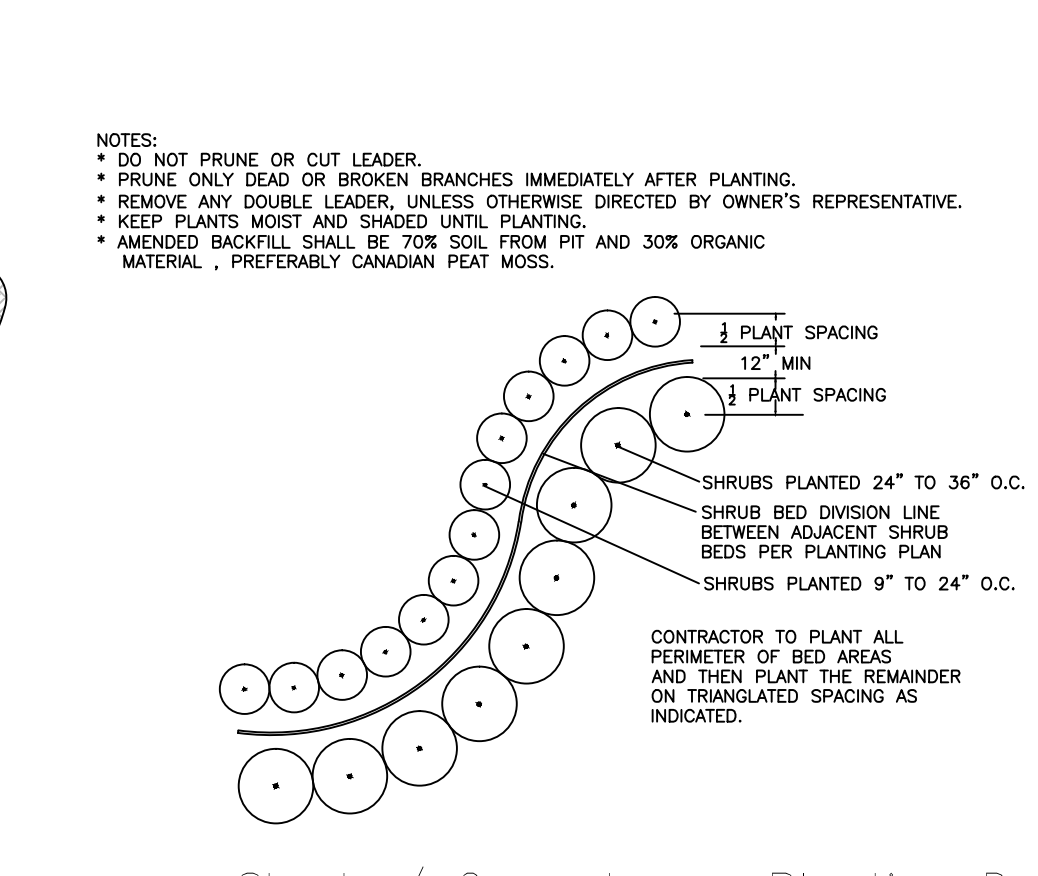 NOTES:
* DO NOT PRUNE OR CUT LEADER.
* PRUNE ONLY DEAD OR BROKEN BRANCHES IMMEDIATELY AFTER PLANTING.
* REMOVE ANY DOUBLE LEADER, UNLESS OTHERWISE DIRECTED BY OWNER'S REPRESENTATIVE.
* KEEP PLANTS MOIST AND SHADED UNTIL PLANTING.
* AMENDED BACKFILL SHALL BE 70% SOIL FROM PIT AND 30% ORGANIC
MATERIAL , PREFERABLY CANADIAN PEAT MOSS.
½ PLANT SPACING
12" MIN
½ PLANT SPACING
SHRUBS PLANTED 24" TO 36" O.C.
SHRUB BED DIVISION LINE
BETWEEN ADJACENT SHRUB
BEDS PER PLANTING PLAN
SHRUBS PLANTED 9" TO 24" O.C.
CONTRACTOR TO PLANT ALL
PERIMETER OF BED AREAS
AND THEN PLANT THE REMAINDER
ON TRIANGLATED SPACING AS
INDICATED.